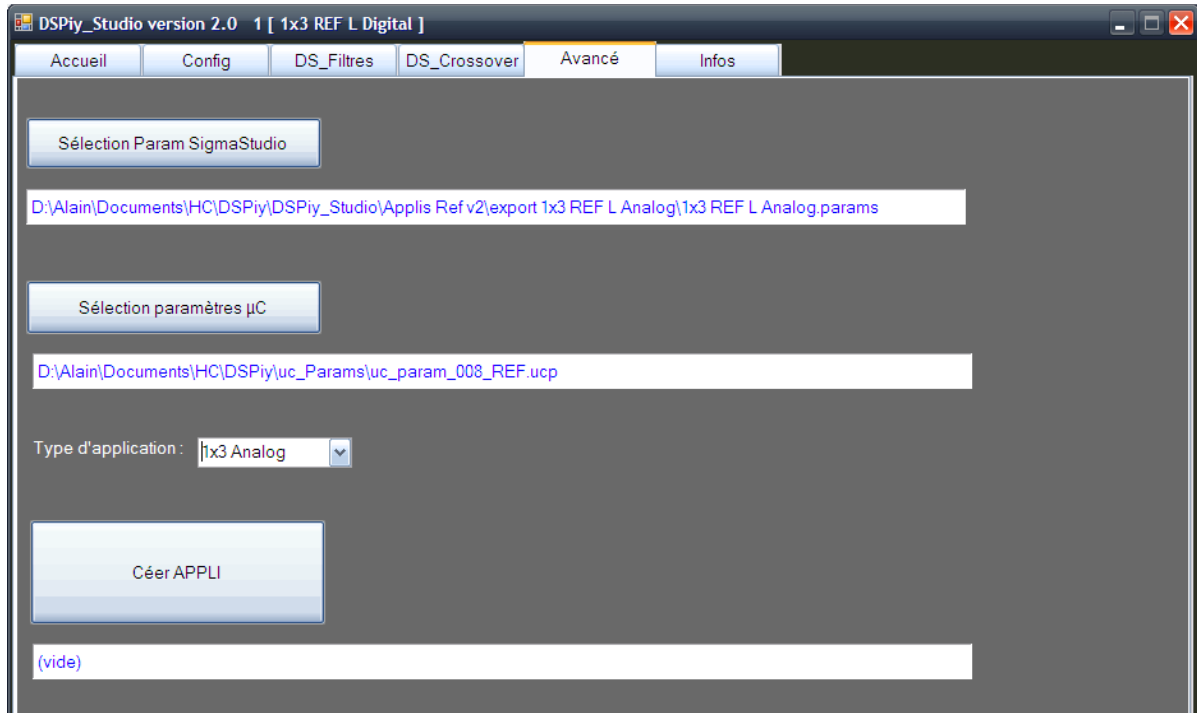 DSPiy_Studio version 2.0 1 [ 1x3 REF L Digital ]
Accueil Config DS_Filtres DS_Crossover Avancé Infos
Sélection Param SigmaStudio
D:\Alain\Documents\HC\DSPiy\DSPiy_Studio\Applis Ref v2\export 1x3 REF L Analog\1x3 REF L Analog.params
Sélection paramètres µC
D:\Alain\Documents\HC\DSPiy\uc_Params\uc_param_008_REF.ucp
Type d'application : 1x3 Analog
Céer APPLI
(vide)